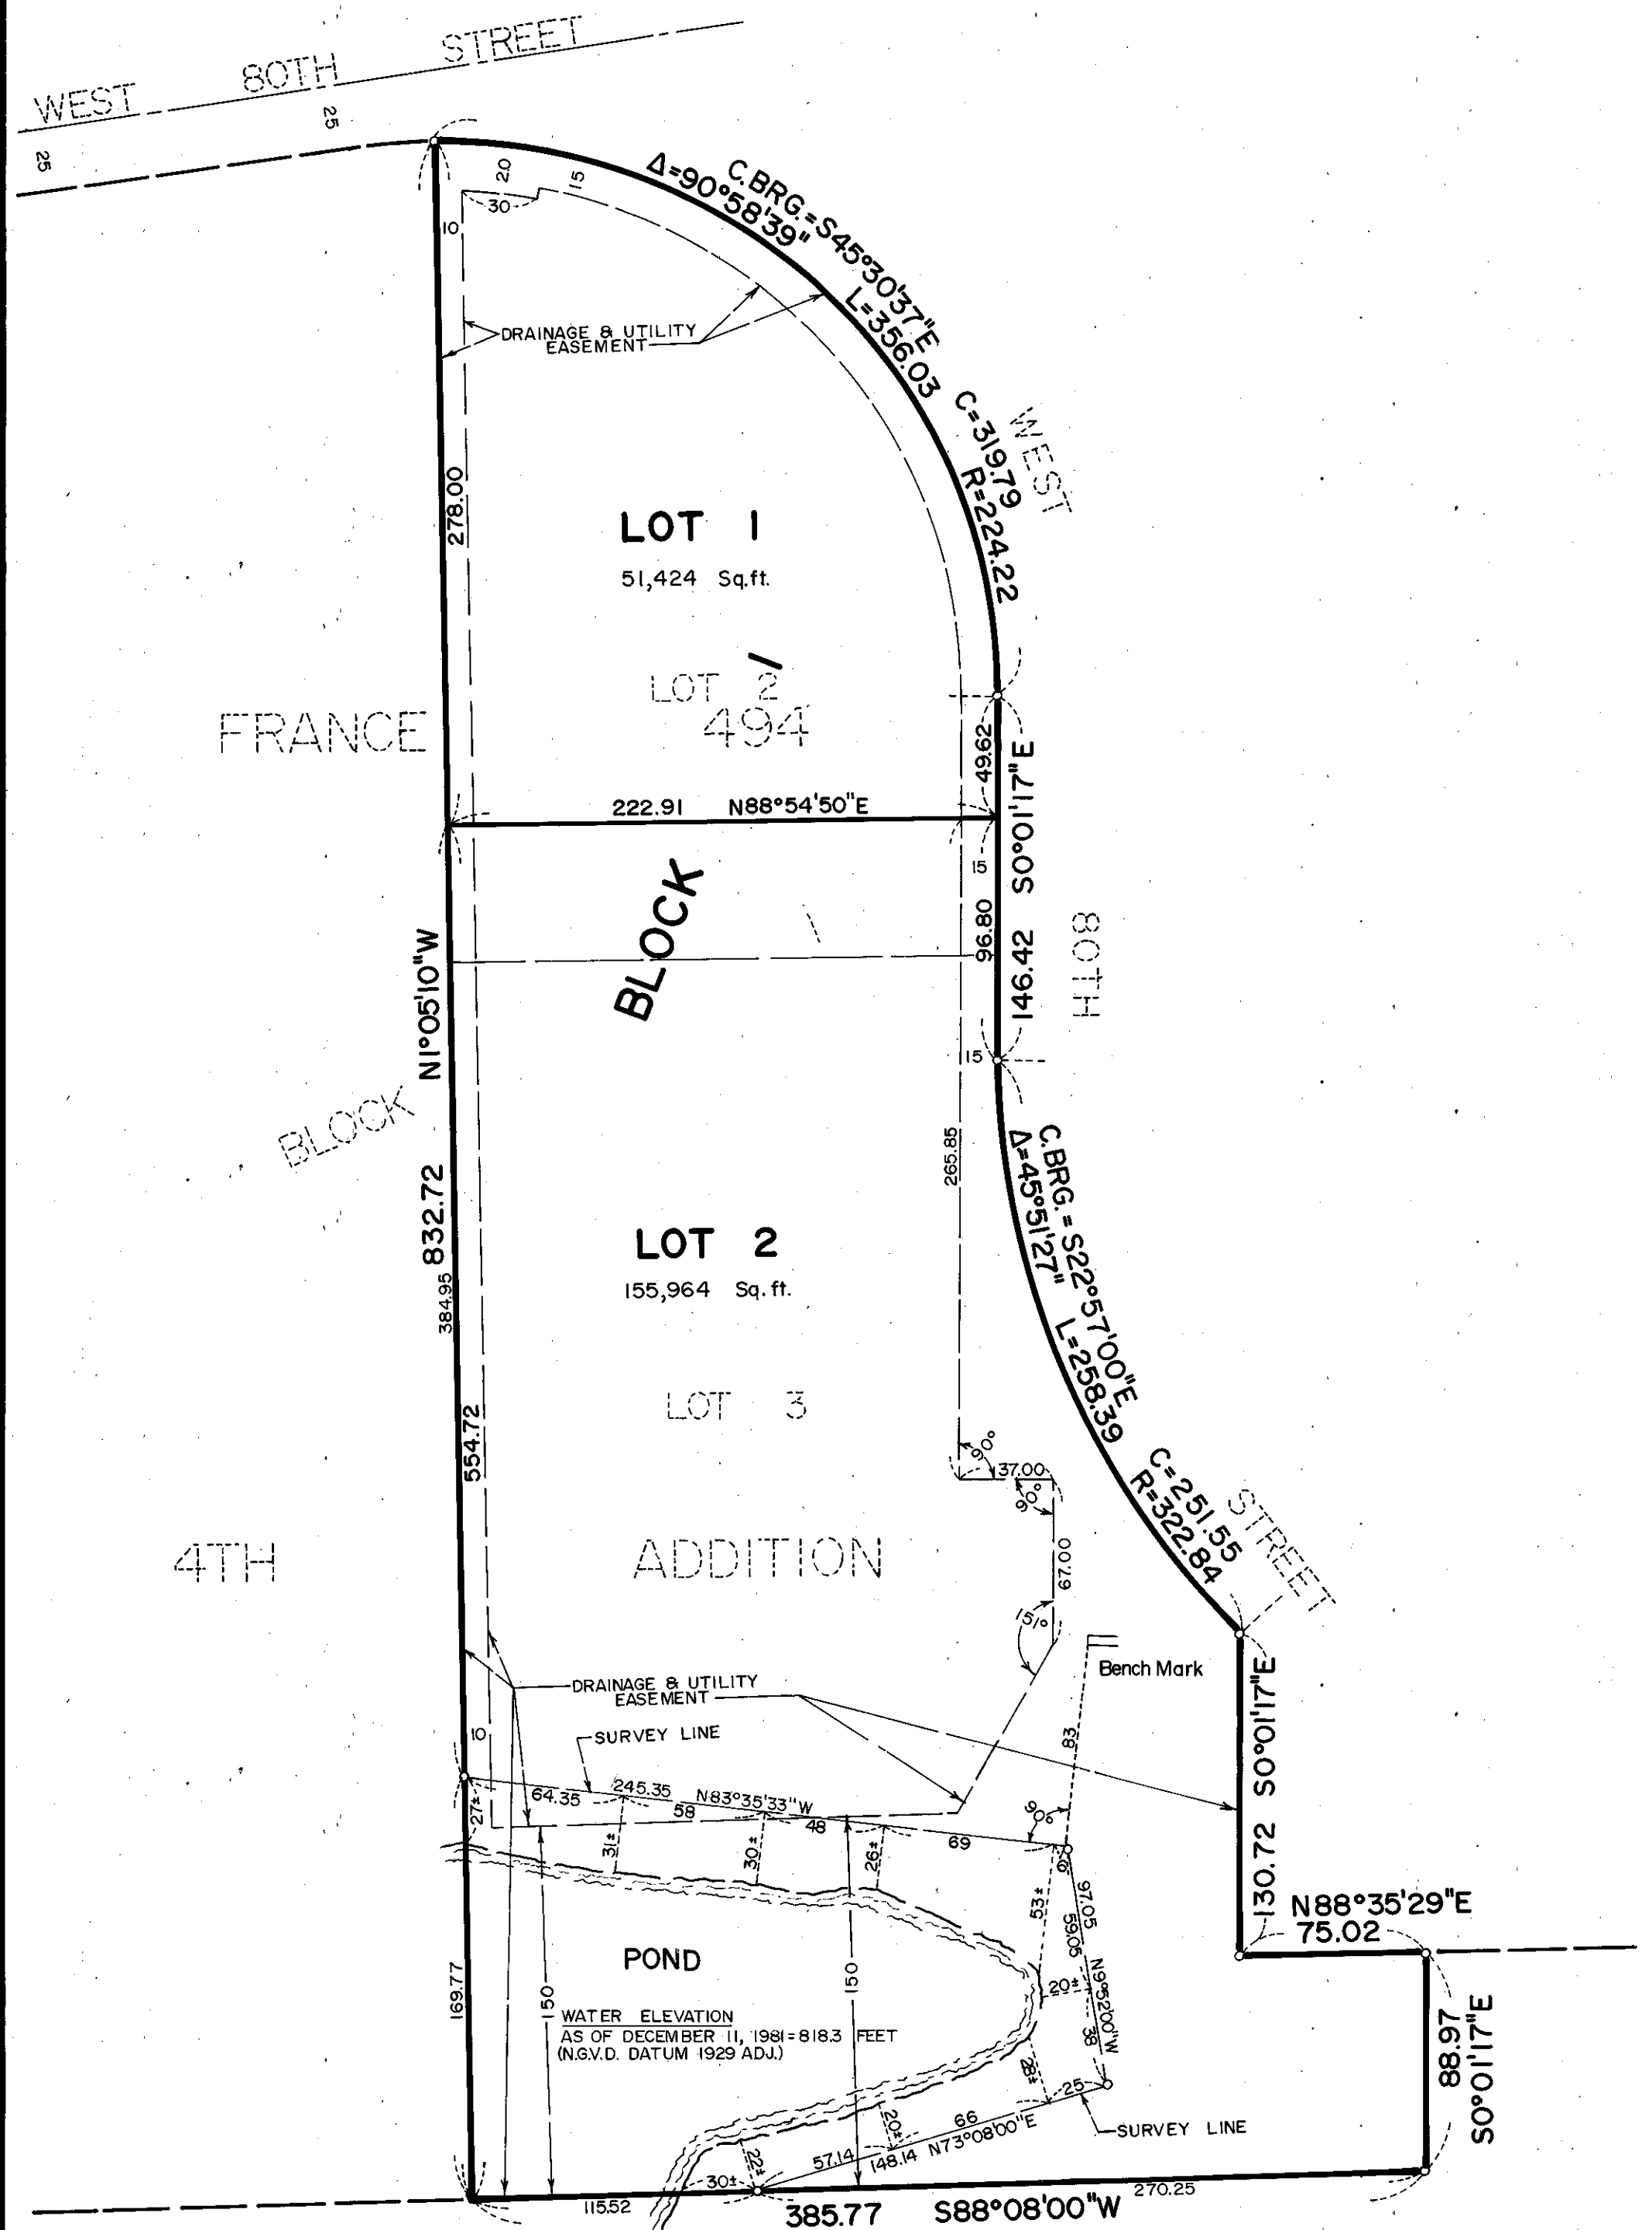 WEST 80TH STREET
25
25
C.BRG.=S45°30'37"E
Δ=90°58'39"
L=356.03
C=319.79
R=224.22
20
15
30
10
DRAINAGE & UTILITY
EASEMENT
WEST
278.00
LOT 1
51,424 Sq.ft.
1
LOT 2
494
FRANCE
49.62
S0°01'17"E
222.91 N88°54'50"E
15
BLOCK
96.80
146.42
80TH
N1°05'10"W
15
BLOCK
265.85
C.BRG.=S22°57'00"E
Δ=45°51'27"
L=258.39
832.72
LOT 2
384.95
155,964 Sq.ft.
LOT 3
554.72
90°
37.00
90°
C=251.55
R=322.84
STREET
4TH
ADDITION
67.00
151°
Bench Mark
DRAINAGE & UTILITY
EASEMENT
10
SURVEY LINE
83
S0°01'17"E
130.72
64.35
245.35
N83°35'33"W
58
48
69
90°
27±
31±
30±
26±
53±
6
97.05
59.05
N9°52'00"W
N88°35'29"E
75.02
POND
150
150
169.77
20±
38
WATER ELEVATION
AS OF DECEMBER 11, 1981=818.3 FEET
(N.G.V.D. DATUM 1929 ADJ.)
88.97
S0°01'17"E
28±
25
20±
66
SURVEY LINE
57.14
148.14 N73°08'00"E
22±
30±
115.52
270.25
385.77 S88°08'00"W